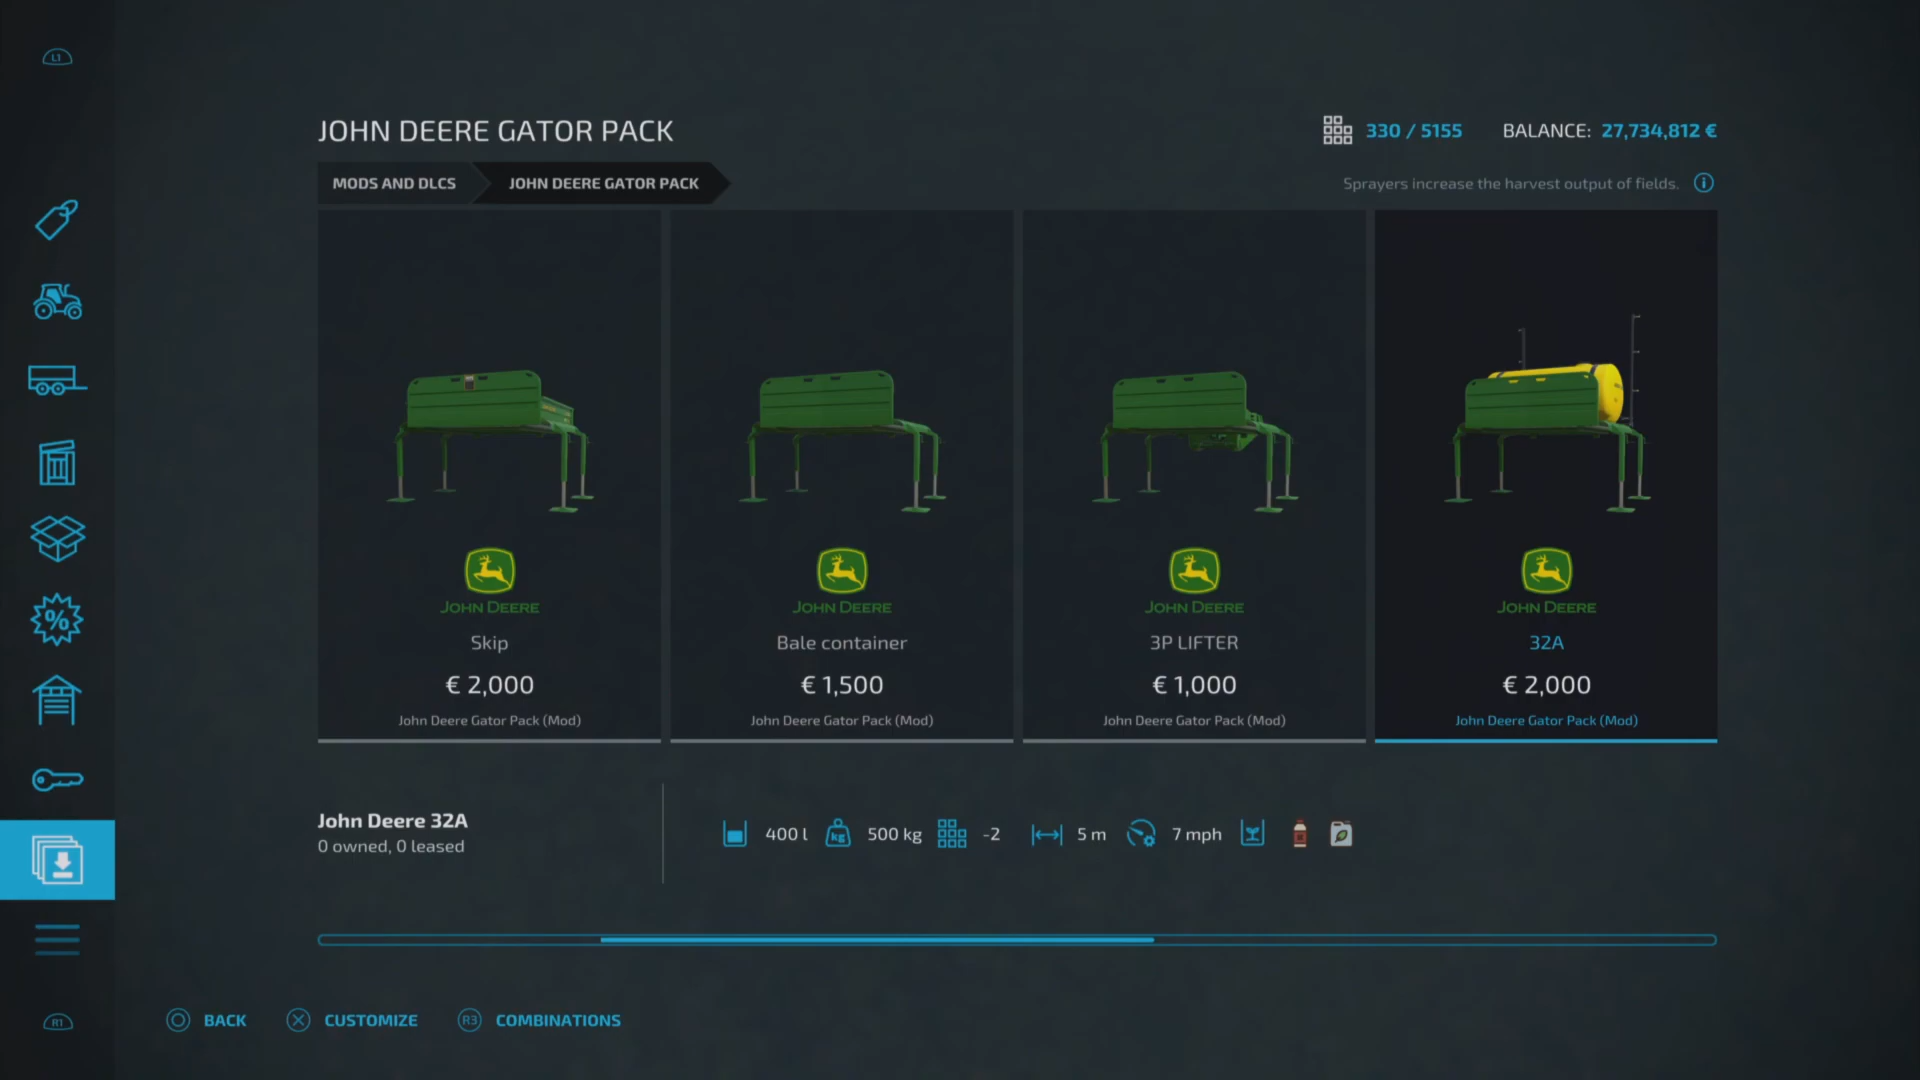 L1
JOHN DEERE GATOR PACK
330 / 5155
BALANCE: 27,734,812 €
MODS AND DLCS
JOHN DEERE GATOR PACK
Sprayers increase the harvest output of fields.
JOHN DEERE
Skip
€ 2,000
John Deere Gator Pack (Mod)
JOHN DEERE
Bale container
€ 1,500
John Deere Gator Pack (Mod)
JOHN DEERE
3P LIFTER
€ 1,000
John Deere Gator Pack (Mod)
JOHN DEERE
32A
€ 2,000
John Deere Gator Pack (Mod)
John Deere 32A
0 owned, 0 leased
400 l
kg
500 kg
-2
5 m
7 mph
R1
BACK
CUSTOMIZE
R3
COMBINATIONS